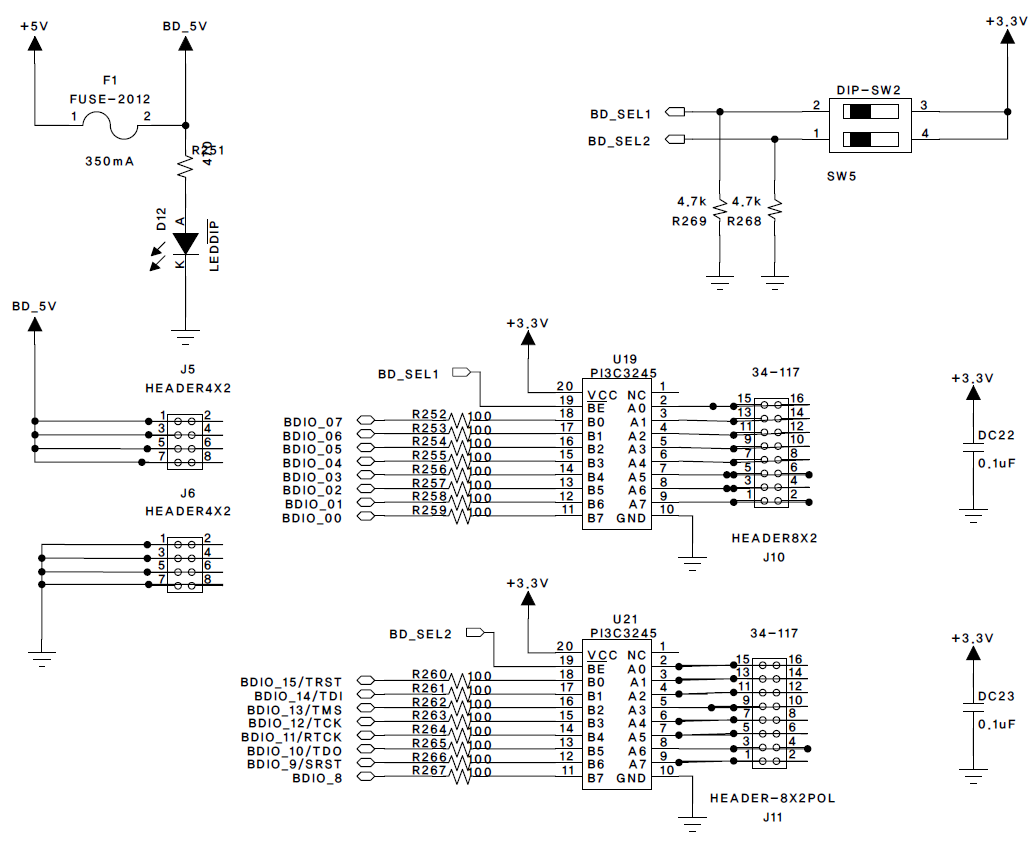 +5V
BD_5V
F1
FUSE-2012
1 2
350mA
R251
470
D12
A
K
LEDDIP
+3.3V
DIP-SW2
BD_SEL1
2 3
BD_SEL2
1 4
SW5
4.7k 4.7k
R269 R268
BD_5V
J5
HEADER4X2
1 2
3 4
5 6
7 8
J6
HEADER4X2
1 2
3 4
5 6
7 8
+3.3V
U19
PI3C3245
34-117
BD_SEL1
20 VCC NC 1
19 BE A0 2
18 B0 A1 3
17 B1 A2 4
16 B2 A3 5
15 B3 A4 6
14 B4 A5 7
13 B5 A6 8
12 B6 A7 9
11 B7 GND 10
BDIO_07 R252 100
BDIO_06 R253 100
BDIO_05 R254 100
BDIO_04 R255 100
BDIO_03 R256 100
BDIO_02 R257 100
BDIO_01 R258 100
BDIO_00 R259 100
15 16
13 14
11 12
9 10
7 8
5 6
3 4
1 2
HEADER8X2
J10
+3.3V
DC22
0.1uF
+3.3V
U21
PI3C3245
34-117
BD_SEL2
20 VCC NC 1
19 BE A0 2
18 B0 A1 3
17 B1 A2 4
16 B2 A3 5
15 B3 A4 6
14 B4 A5 7
13 B5 A6 8
12 B6 A7 9
11 B7 GND 10
BDIO_15/TRST R260 100
BDIO_14/TDI R261 100
BDIO_13/TMS R262 100
BDIO_12/TCK R263 100
BDIO_11/RTCK R264 100
BDIO_10/TDO R265 100
BDIO_9/SRST R266 100
BDIO_8 R267 100
15 16
13 14
11 12
9 10
7 8
5 6
3 4
1 2
HEADER-8X2POL
J11
+3.3V
DC23
0.1uF